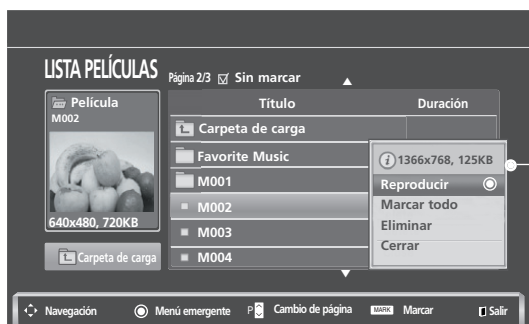 LISTA PELÍCULAS
Página 2/3 Sin marcar
Película
M002
640x480, 720KB
Carpeta de carga
Título Duración
Carpeta de carga
Favorite Music
M001
M002
M003
M004
1366x768, 125KB
Reproducir
Marcar todo
Eliminar
Cerrar
Navegación Menú emergente P Cambio de página MARK Marcar Salir